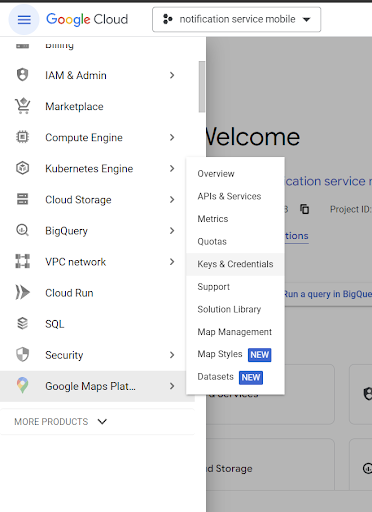 Google Cloud
notification service mobile
Billing
IAM & Admin
Marketplace
Compute Engine
Kubernetes Engine
Cloud Storage
BigQuery
VPC network
Cloud Run
SQL
Security
Google Maps Plat...
MORE PRODUCTS
Overview
APIs & Services
Metrics
Quotas
Keys & Credentials
Support
Solution Library
Map Management
Map Styles NEW
Datasets NEW
Welcome
cation service
Project ID:
tions
Run a query in BigQue
& Services
d Storage